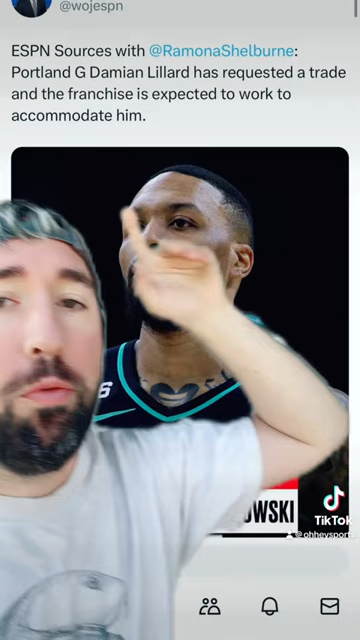 @wojespn
ESPN Sources with @RamonaShelburne:
Portland G Damian Lillard has requested a trade
and the franchise is expected to work to
accommodate him.
6
OWSKI
TikTok
@ohheysports